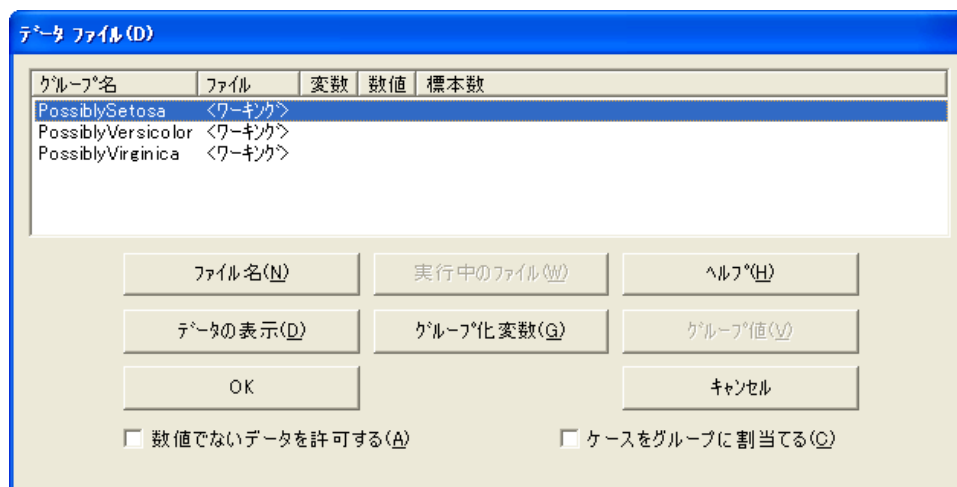 ﾃﾞｰﾀ ﾌｧｲﾙ(D)
ｸﾞﾙｰﾌﾟ名 ﾌｧｲﾙ 変数 数値 標本数
PossiblySetosa <ﾜｰｷﾝｸﾞ>
PossiblyVersicolor <ﾜｰｷﾝｸﾞ>
PossiblyVirginica <ﾜｰｷﾝｸﾞ>
ﾌｧｲﾙ名(N) 実行中のﾌｧｲﾙ(W) ﾍﾙﾌﾟ(H)
ﾃﾞｰﾀの表示(D) ｸﾞﾙｰﾌﾟ化変数(G) ｸﾞﾙｰﾌﾟ値(V)
OK ｷｬﾝｾﾙ
数値でないデータを許可する(A) ケースをグループに割当てる(C)